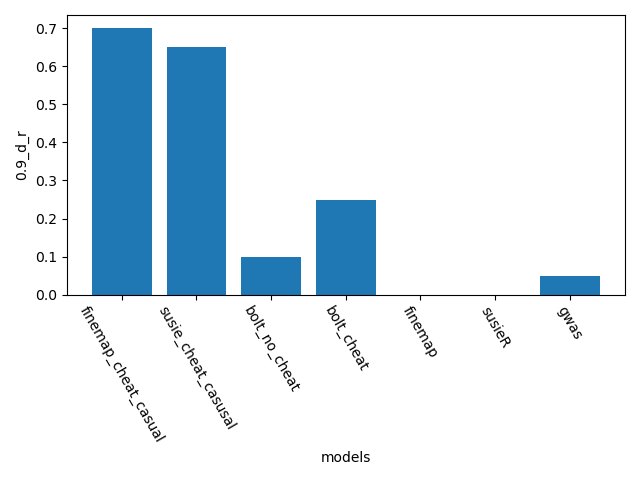 0.7
0.6
0.5
0.4
0.3
0.2
0.1
0.0
0.9_d_r
finemap_cheat_casual
susie_cheat_casusal
bolt_no_cheat
bolt_cheat
finemap
susieR
gwas
models